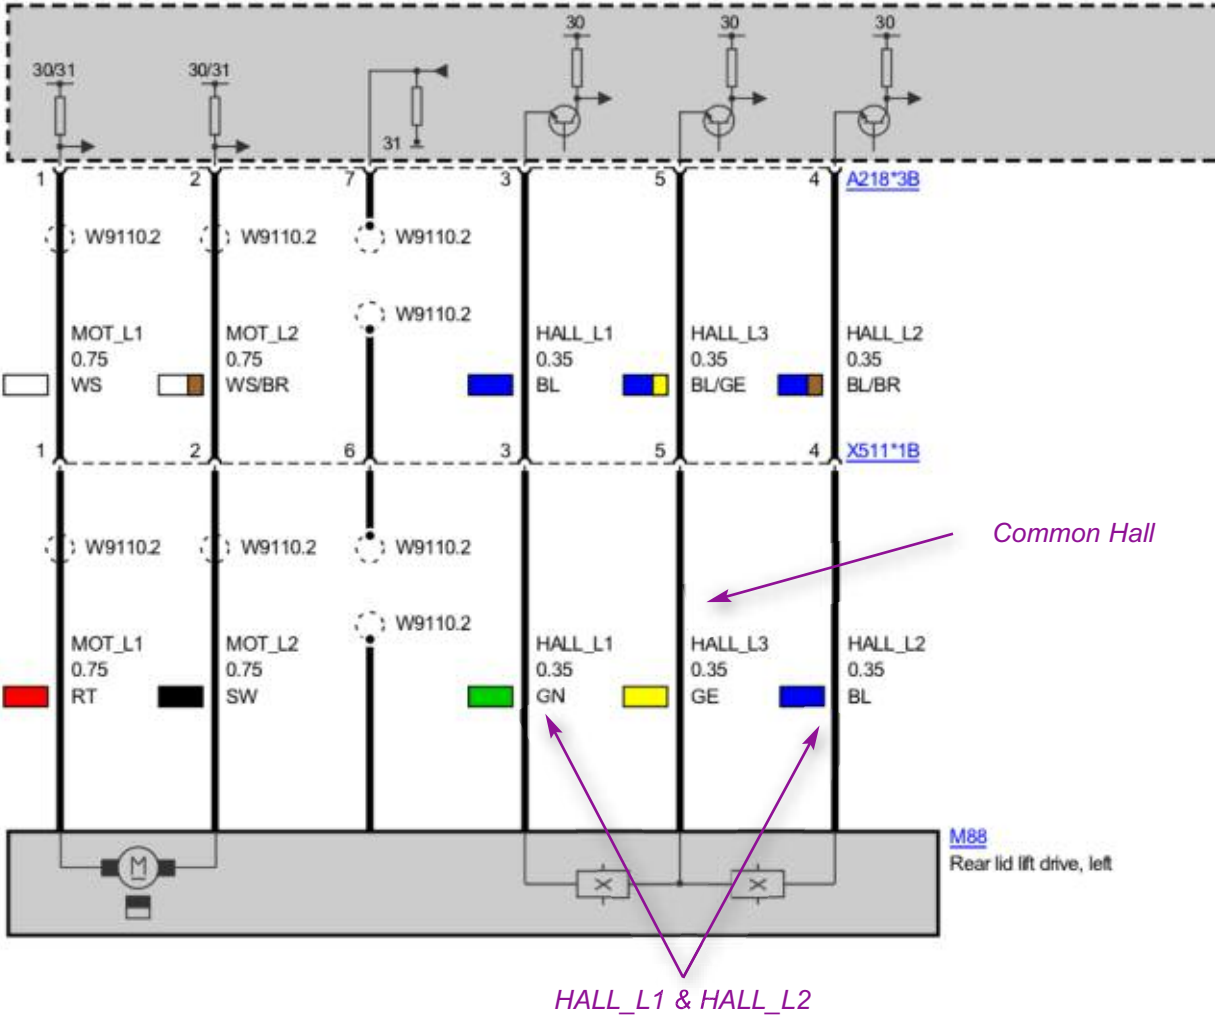 30 30 30
30/31 30/31
31
1 2 7 3 5 4 A218*3B
W9110.2 W9110.2 W9110.2
W9110.2
MOT_L1 MOT_L2 HALL_L1 HALL_L3 HALL_L2
0.75 0.75 0.35 0.35 0.35
WS WS/BR BL BL/GE BL/BR
1 2 6 3 5 4 X511*1B
Common Hall
W9110.2 W9110.2 W9110.2
W9110.2
MOT_L1 MOT_L2 HALL_L1 HALL_L3 HALL_L2
0.75 0.75 0.35 0.35 0.35
RT SW GN GE BL
M88
M Rear lid lift drive, left
HALL_L1 & HALL_L2